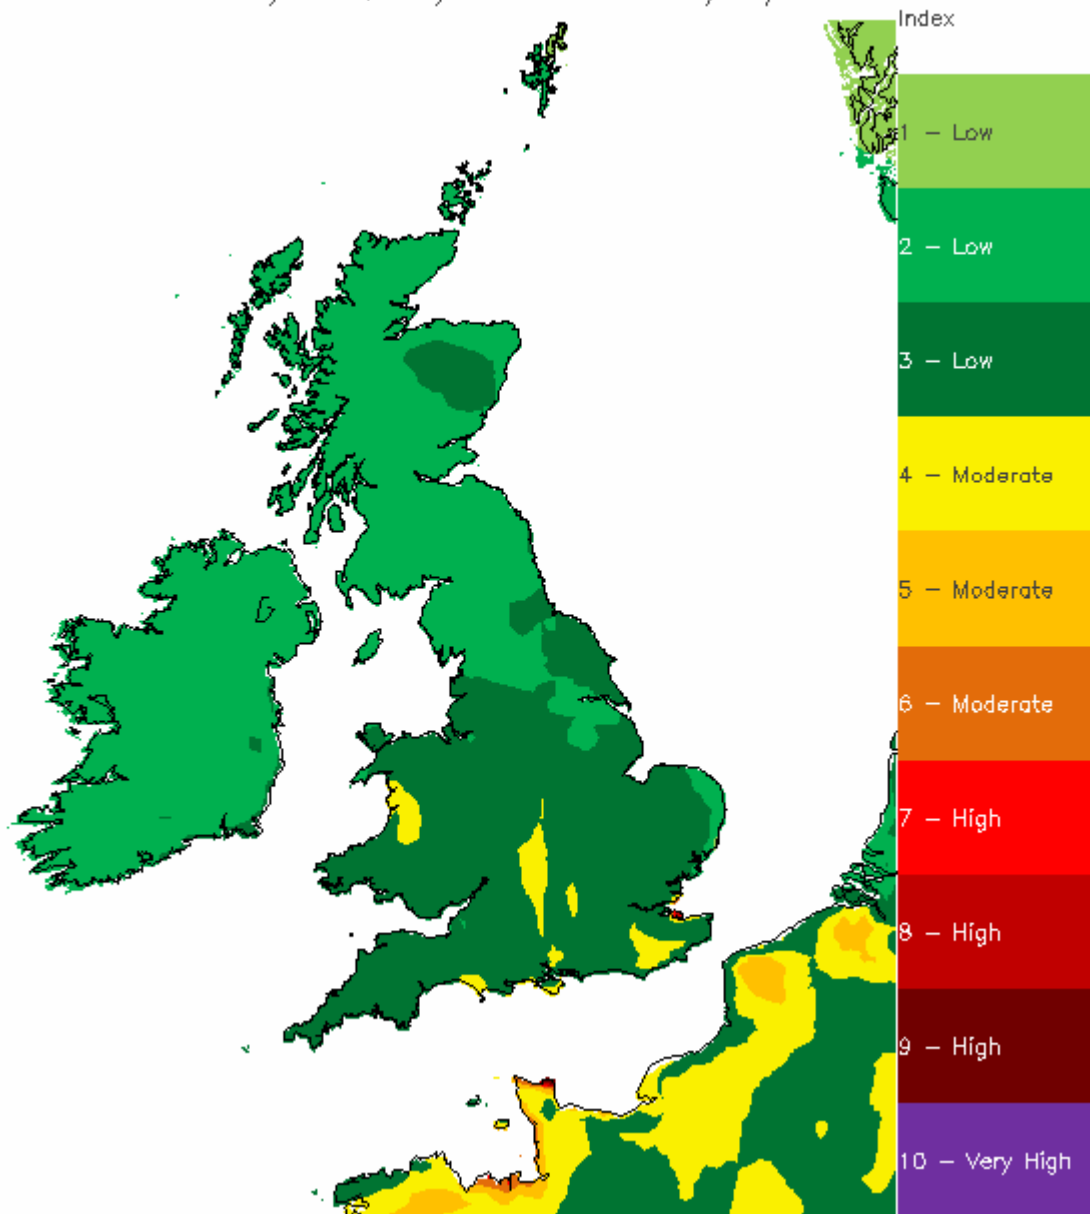 Index
1 - Low
2 - Low
3 - Low
4 - Moderate
5 - Moderate
6 - Moderate
7 - High
8 - High
9 - High
10 - Very High